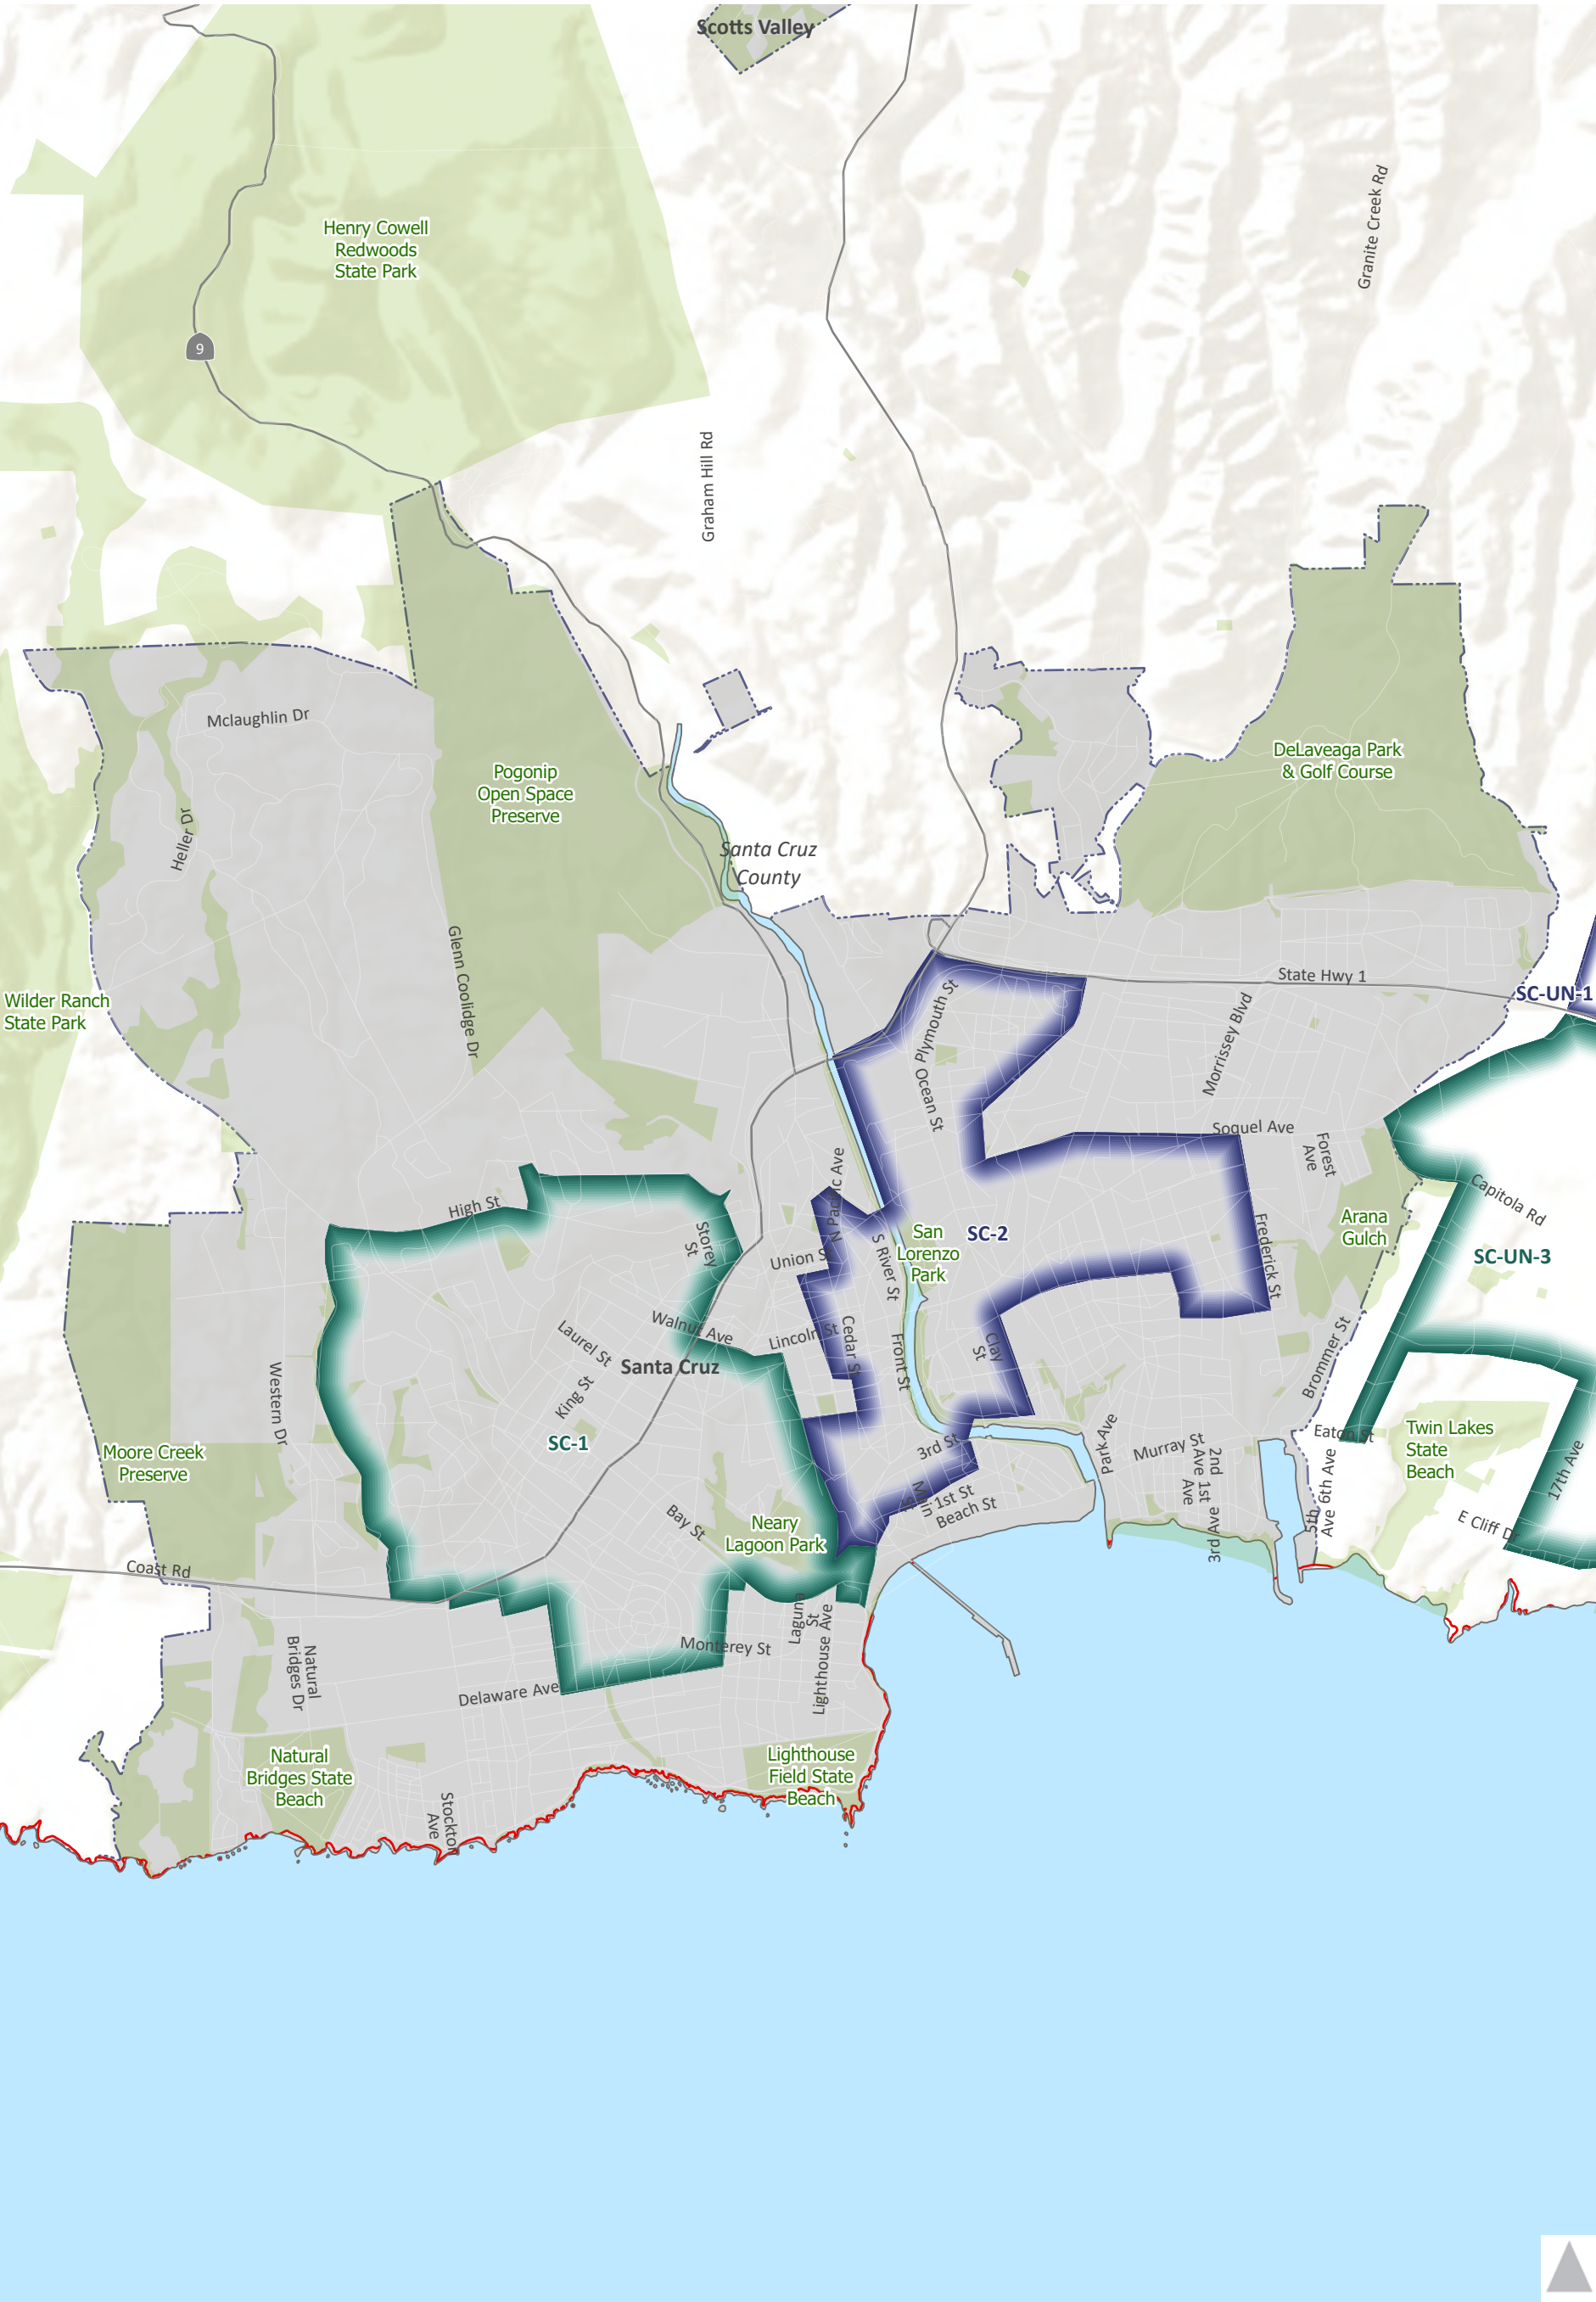 Scotts Valley
Granite Creek Rd
Henry Cowell
Redwoods
State Park
9
Graham Hill Rd
Mclaughlin Dr
DeLaveaga Park
& Golf Course
Pogonip
Open Space
Preserve
Heller Dr
Santa Cruz
County
Glenn Coolidge Dr
State Hwy 1
SC-UN-1
Wilder Ranch
State Park
Plymouth St
Morrissey Blvd
Ocean St
Soquel Ave
Forest
Ave
N Pacific Ave
High St
Storey
St
Capitola Rd
Arana
Gulch
San
Lorenzo
Park
SC-2
Frederick St
S River St
Union St
SC-UN-3
Walnut Ave
Laurel St
Lincoln St
Cedar St
Front St
Clay
St
Brommer St
Santa Cruz
Western Dr
King St
SC-1
Moore Creek
Preserve
3rd St
Park Ave
Murray St
Eaton St
Twin Lakes
State
Beach
17th Ave
2nd
Ave
1st
Ave
3rd Ave
5th
Ave
6th Ave
Main
St
1st St
Beach St
Bay St
Neary
Lagoon Park
E Cliff Dr
Coast Rd
Laguna
St
Lighthouse Ave
Monterey St
Natural
Bridges Dr
Delaware Ave
Natural
Bridges State
Beach
Lighthouse
Field State
Beach
Stockton
Ave